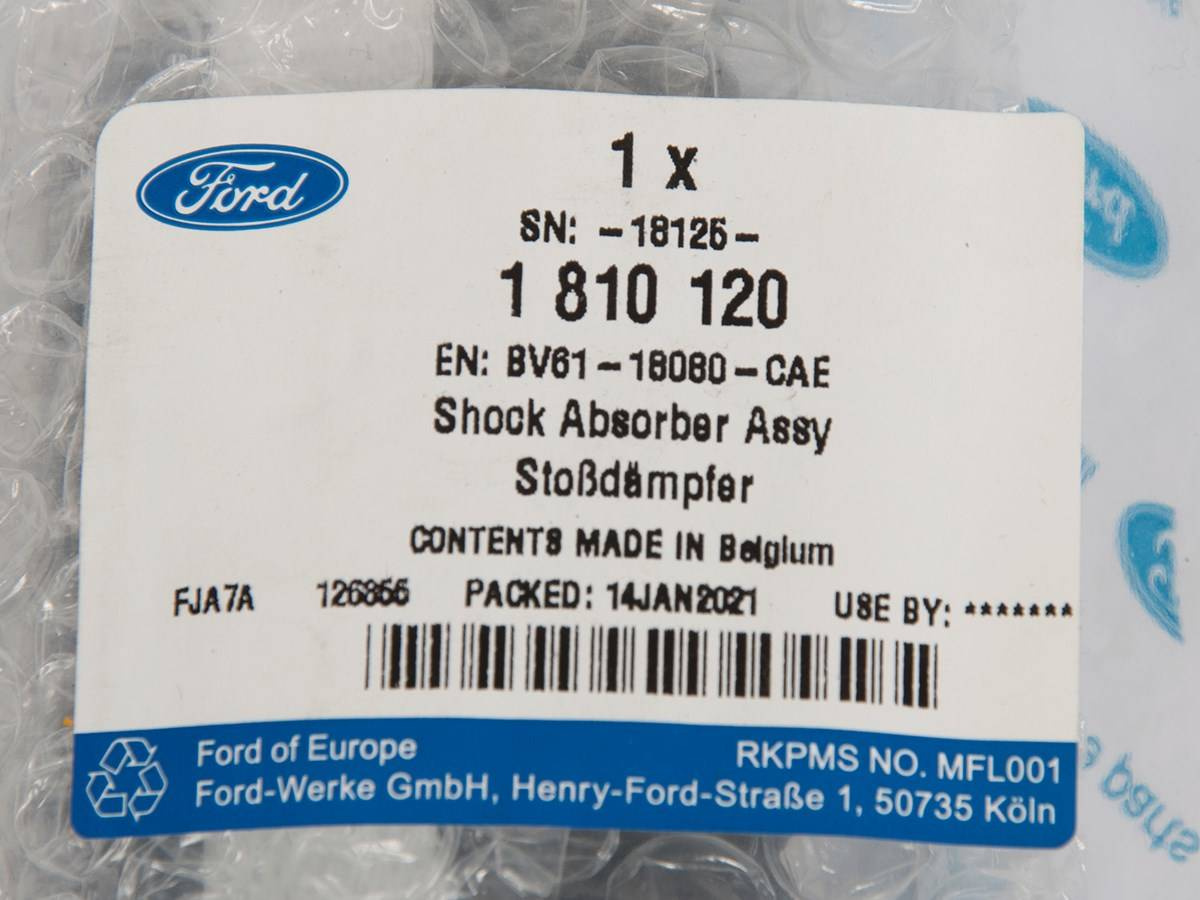 Ford
1 x
SN: -18125-
1 810 120
EN: BV61-18080-CAE
Shock Absorber Assy
Stoßdämpfer
CONTENTS MADE IN Belgium
FJA7A 126856 PACKED: 14JAN2021 USE BY: *******
Ford of Europe RKPMS NO. MFL001
Ford-Werke GmbH, Henry-Ford-Straße 1, 50735 Köln